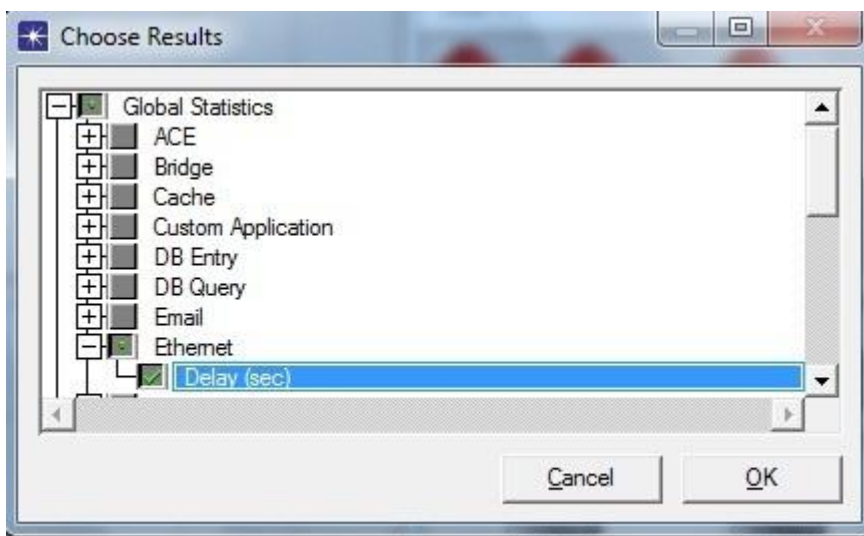 Choose Results
Global Statistics
ACE
Bridge
Cache
Custom Application
DB Entry
DB Query
Email
Ethernet
Delay (sec)
Cancel
OK